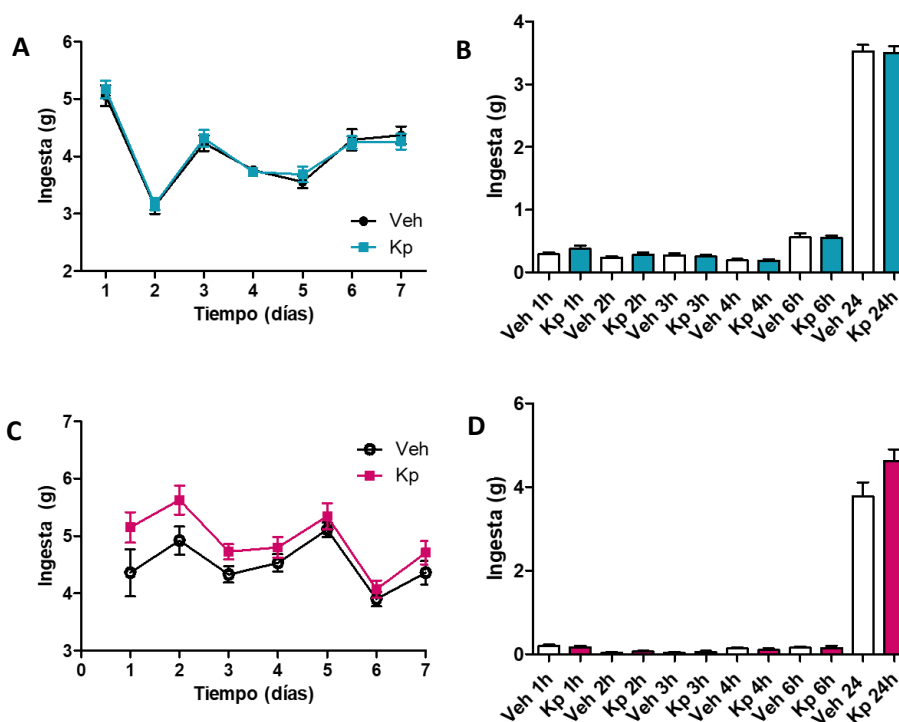 A
Ingesta (g)
6
5
4
3
2
1 2 3 4 5 6 7
Tiempo (días)
Veh
Kp
B
Ingesta (g)
4
3
2
1
0
Veh 1h
Kp 1h
Veh 2h
Kp 2h
Veh 3h
Kp 3h
Veh 4h
Kp 4h
Veh 6h
Kp 6h
Veh 24
Kp 24h
C
Ingesta (g)
7
6
5
4
3
0 1 2 3 4 5 6 7
Tiempo (días)
Veh
Kp
D
Ingesta (g)
6
4
2
0
Veh 1h
Kp 1h
Veh 2h
Kp 2h
Veh 3h
Kp 3h
Veh 4h
Kp 4h
Veh 6h
Kp 6h
Veh 24
Kp 24h